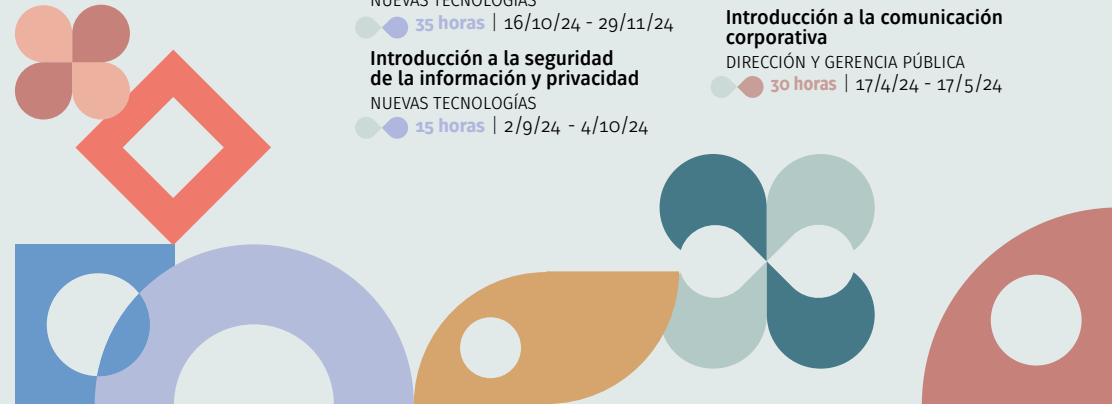 NUEVAS TECNOLOGÍAS
35 horas | 16/10/24 - 29/11/24
Introducción a la seguridad
de la información y privacidad
NUEVAS TECNOLOGÍAS
15 horas | 2/9/24 - 4/10/24
Introducción a la comunicación
corporativa
DIRECCIÓN Y GERENCIA PÚBLICA
30 horas | 17/4/24 - 17/5/24